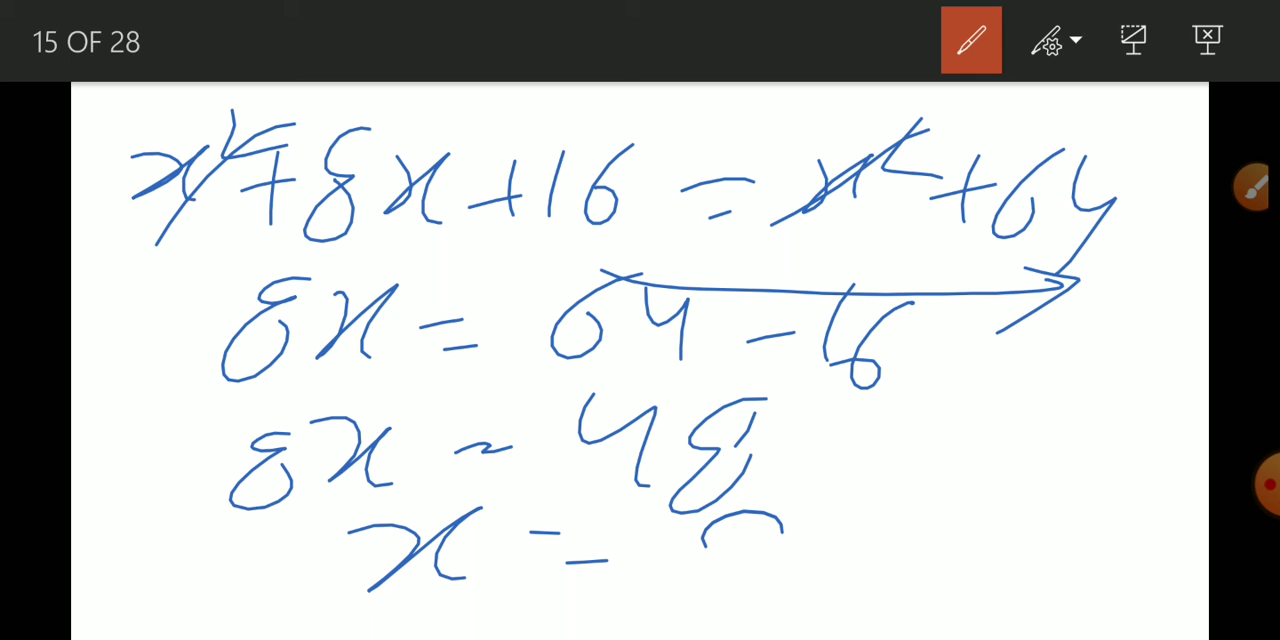 15 OF 28
x² + 8x + 16 = x² + 64
8x = 64 - 16
8x = 48
x =